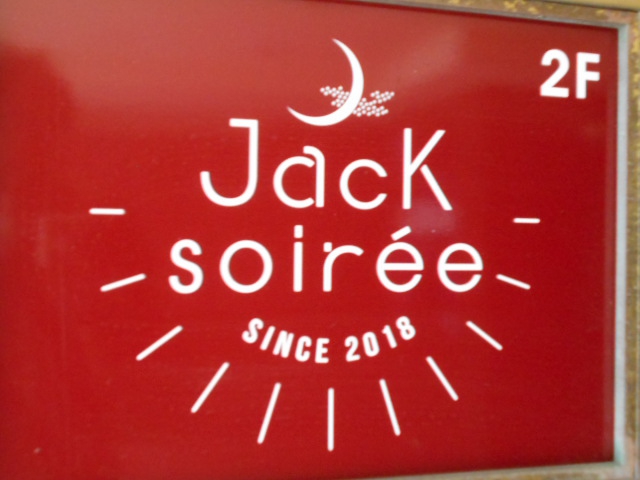 2F
Jack
soirée
SINCE 2018